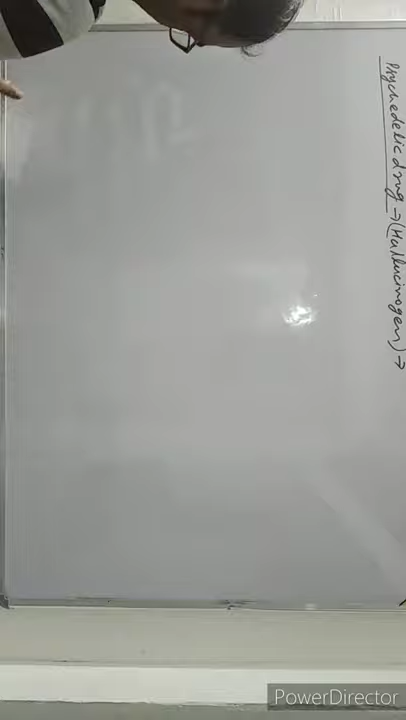 Psychedelic drug → (Hallucinogen) →
PowerDirector